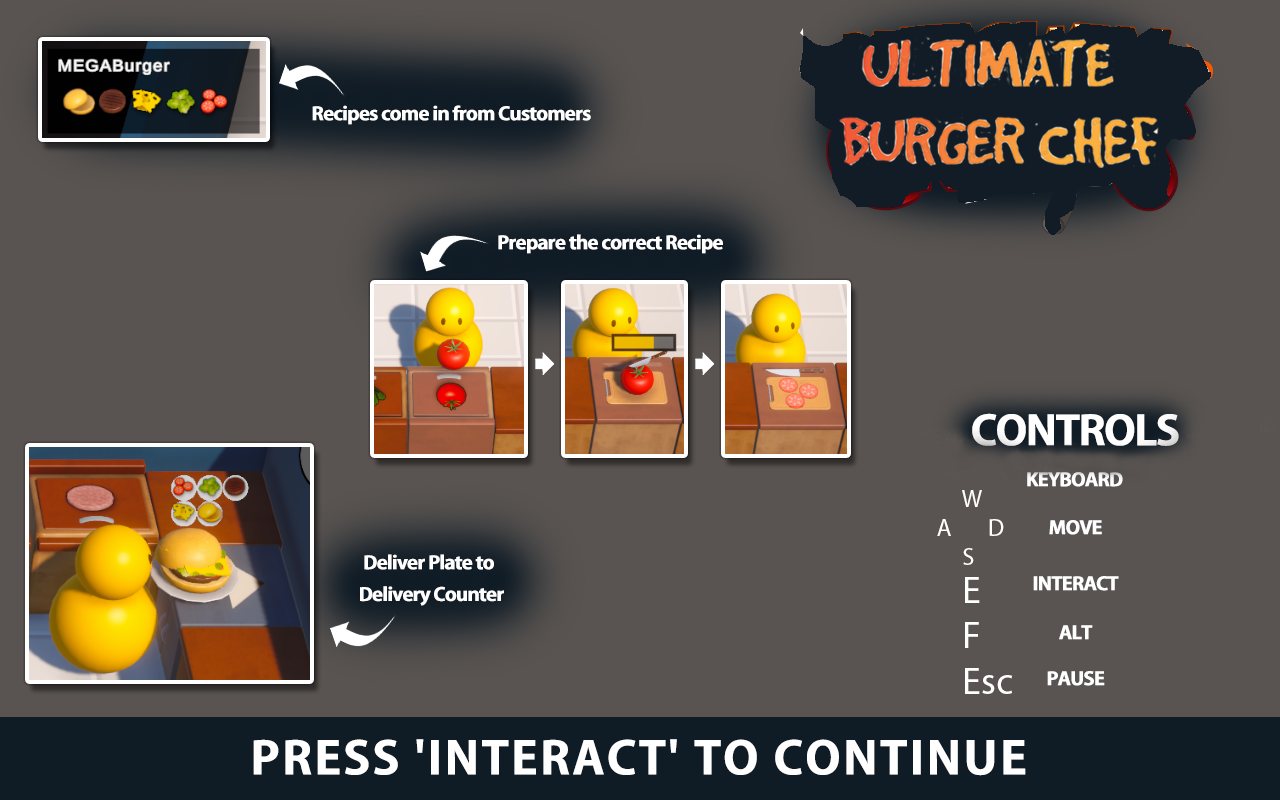 MEGABurger
Recipes come in from Customers
ULTIMATE
BURGER CHEF
Prepare the correct Recipe
Deliver Plate to
Delivery Counter
CONTROLS
KEYBOARD
W
A D MOVE
S
E INTERACT
F ALT
Esc PAUSE
PRESS 'INTERACT' TO CONTINUE